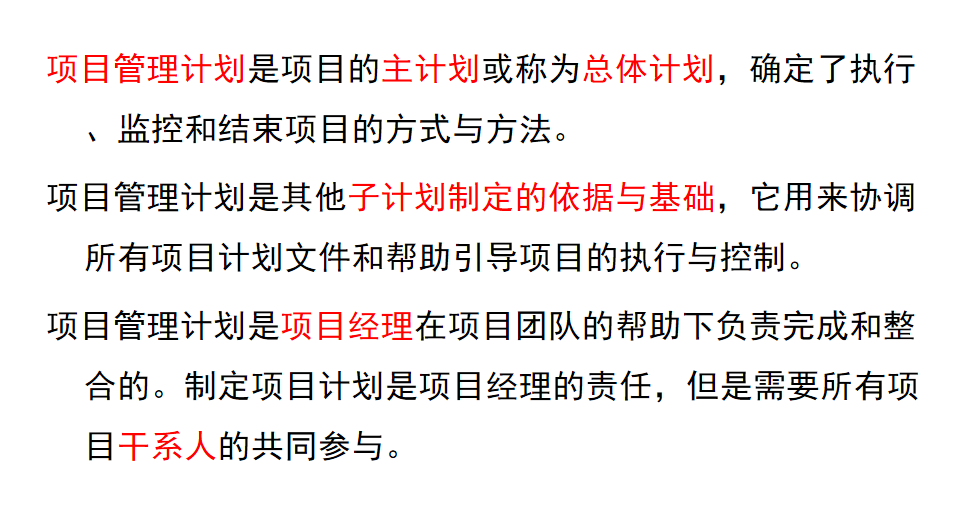 项目管理计划是项目的主计划或称为总体计划，确定了执行
、监控和结束项目的方式与方法。
项目管理计划是其他子计划制定的依据与基础，它用来协调
所有项目计划文件和帮助引导项目的执行与控制。
项目管理计划是项目经理在项目团队的帮助下负责完成和整
合的。制定项目计划是项目经理的责任，但是需要所有项
目干系人的共同参与。